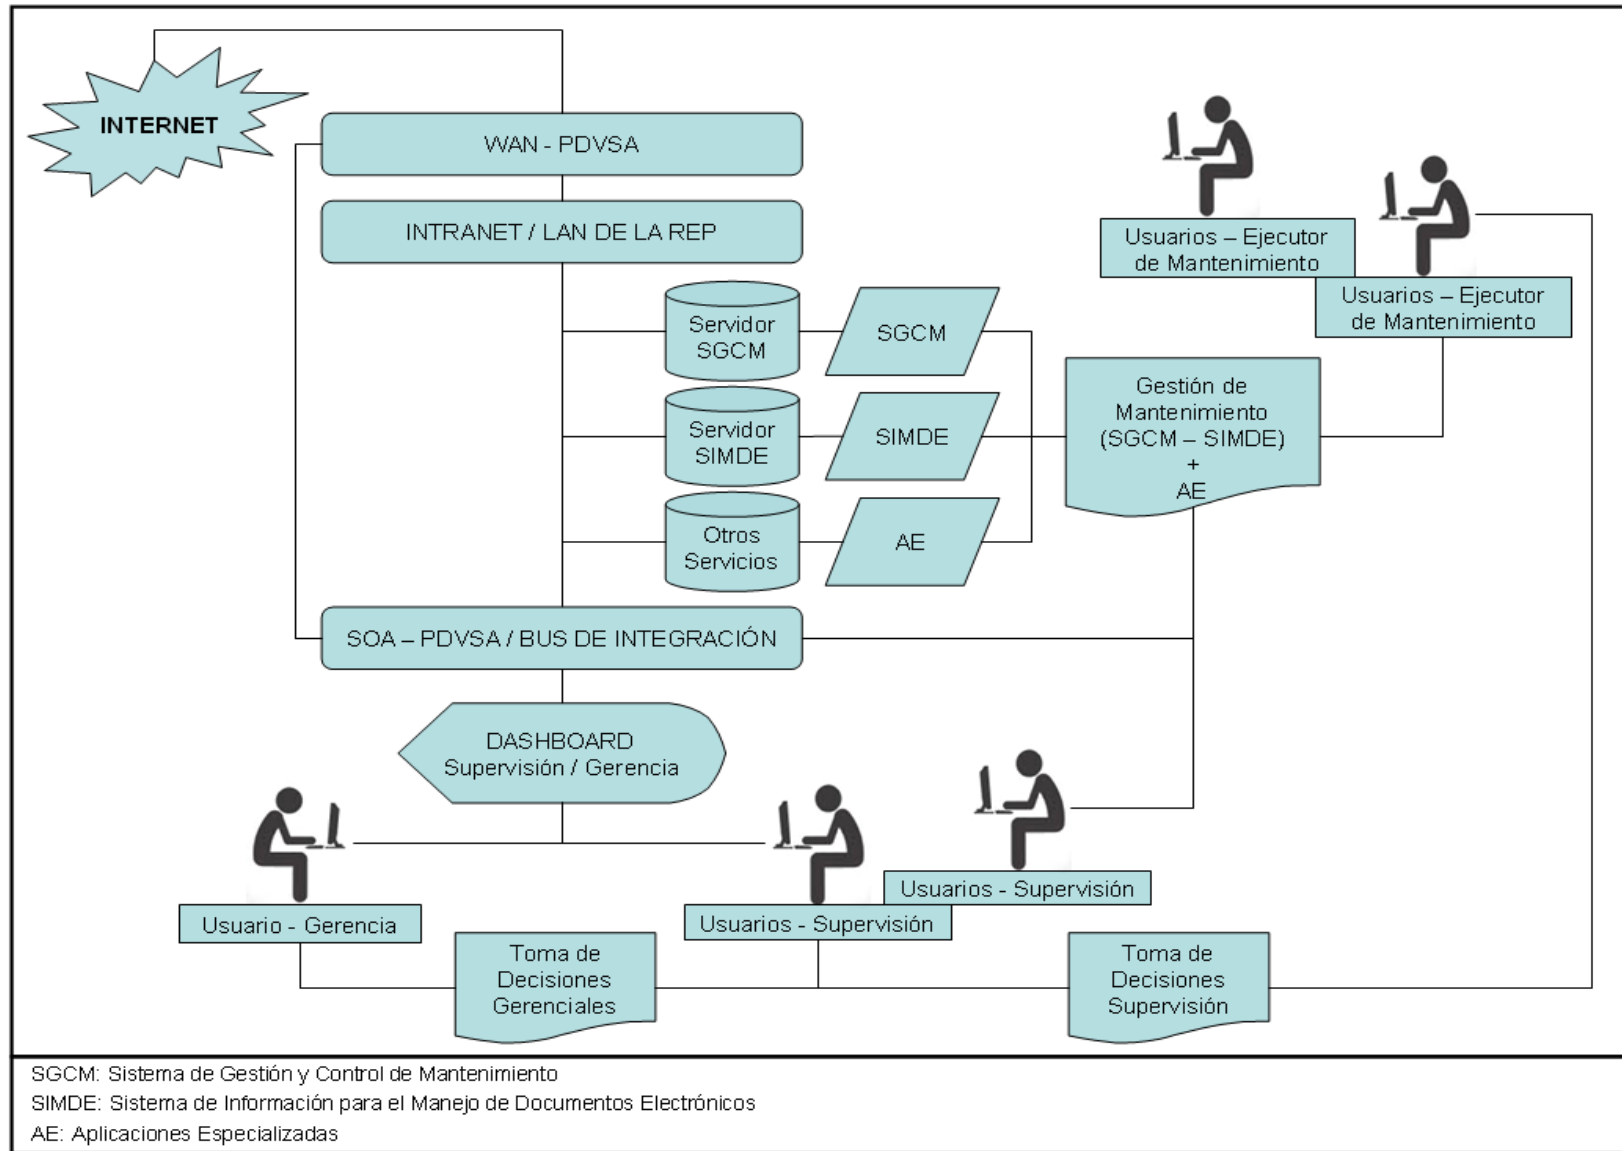 INTERNET
WAN - PDVSA
INTRANET / LAN DE LA REP
Usuarios – Ejecutor
de Mantenimiento
Usuarios – Ejecutor
de Mantenimiento
Servidor
SGCM
SGCM
Servidor
SIMDE
SIMDE
Otros
Servicios
AE
Gestión de
Mantenimiento
(SGCM – SIMDE)
+
AE
SOA – PDVSA / BUS DE INTEGRACIÓN
DASHBOARD
Supervisión / Gerencia
Usuario - Gerencia
Usuarios - Supervisión
Usuarios - Supervisión
Toma de
Decisiones
Gerenciales
Toma de
Decisiones
Supervisión
SGCM: Sistema de Gestión y Control de Mantenimiento
SIMDE: Sistema de Información para el Manejo de Documentos Electrónicos
AE: Aplicaciones Especializadas